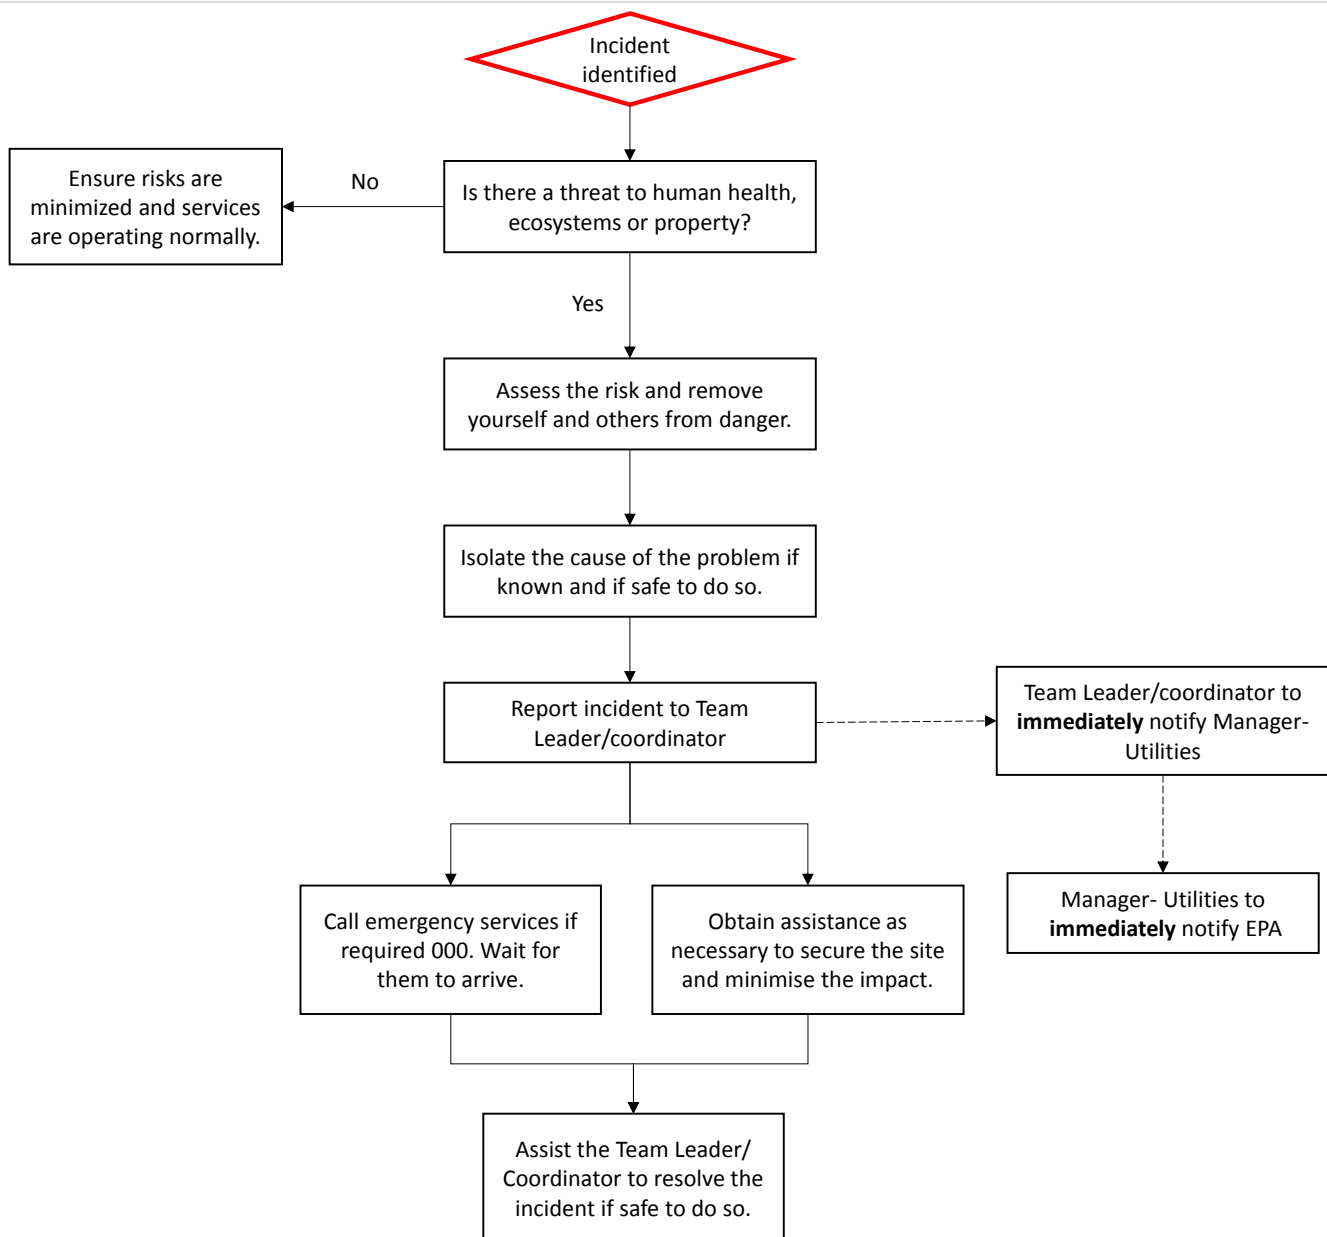 Incident
identified
Ensure risks are
minimized and services
are operating normally.
No
Is there a threat to human health,
ecosystems or property?
Yes
Assess the risk and remove
yourself and others from danger.
Isolate the cause of the problem if
known and if safe to do so.
Report incident to Team
Leader/coordinator
Team Leader/coordinator to
immediately notify Manager-
Utilities
Manager- Utilities to
immediately notify EPA
Call emergency services if
required 000. Wait for
them to arrive.
Obtain assistance as
necessary to secure the site
and minimise the impact.
Assist the Team Leader/
Coordinator to resolve the
incident if safe to do so.